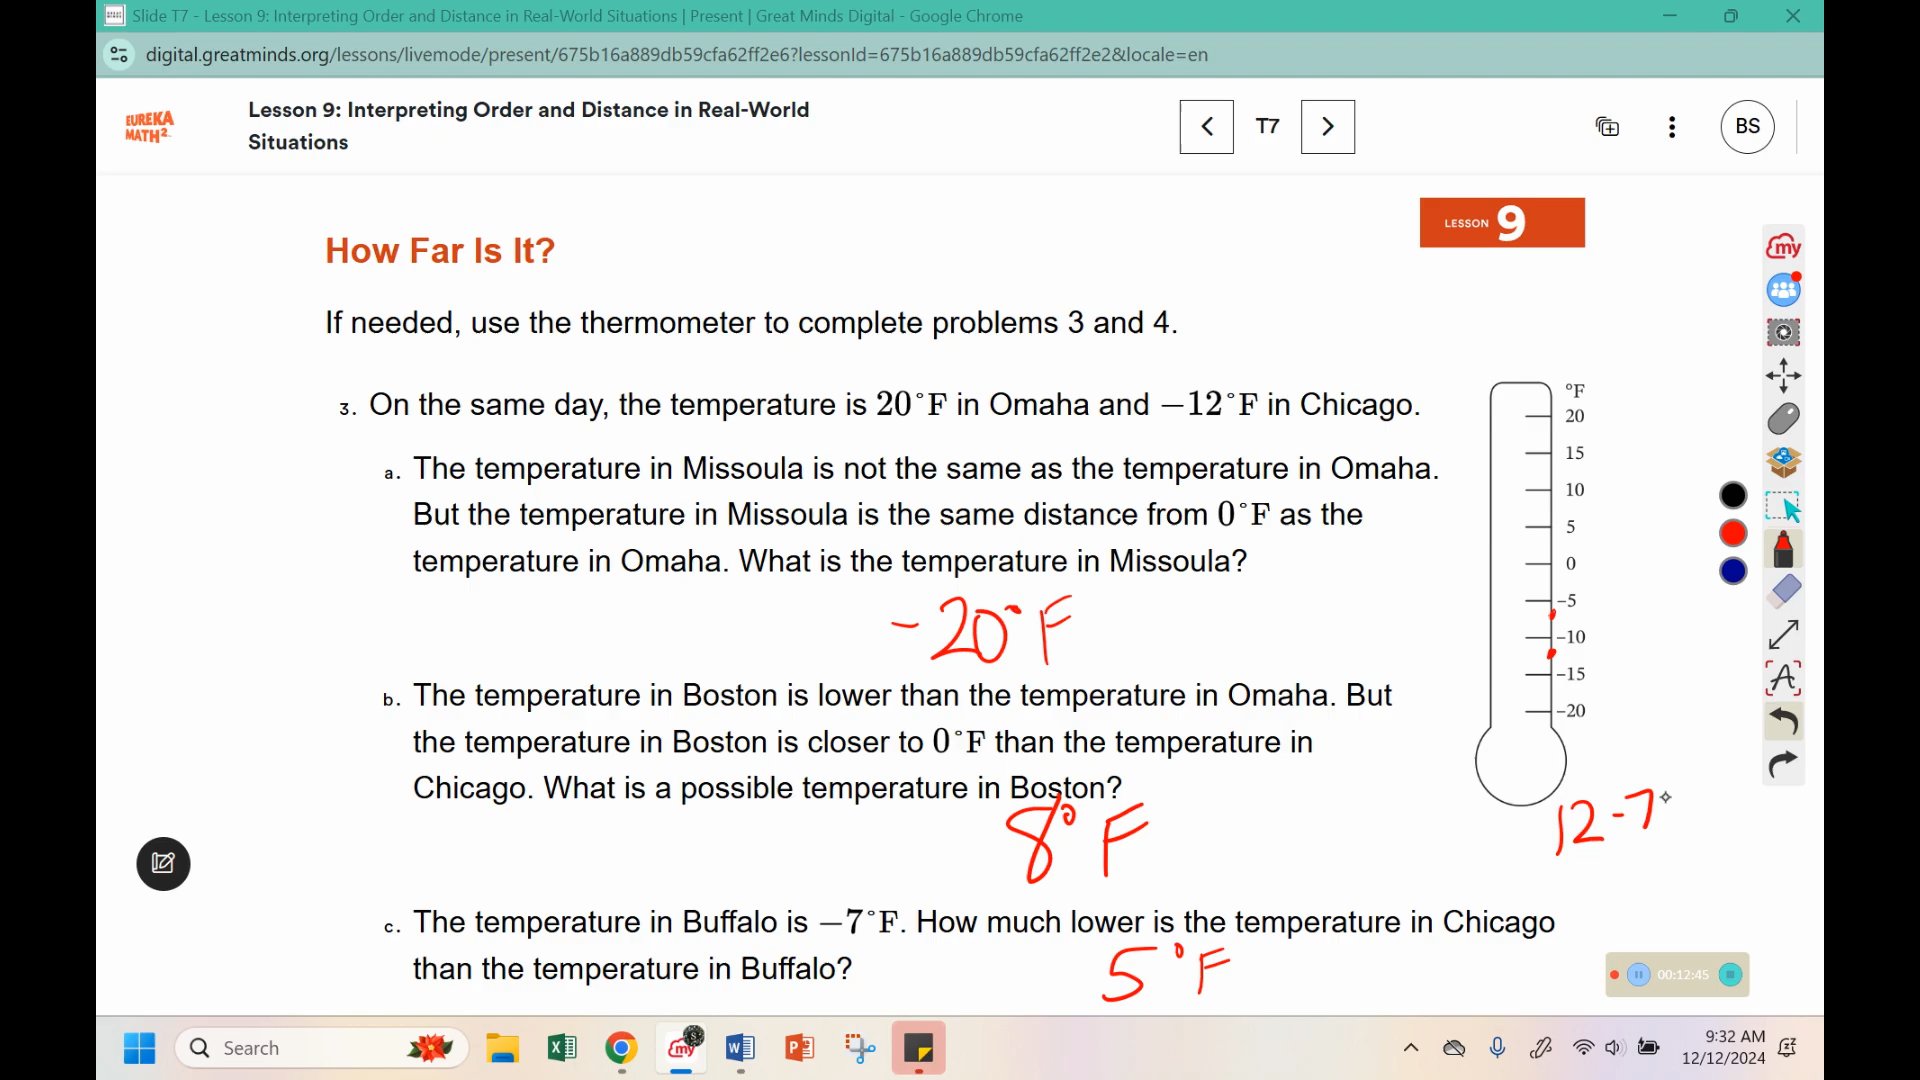 Slide T7 - Lesson 9: Interpreting Order and Distance in Real-World Situations | Present | Great Minds Digital - Google Chrome
digital.greatminds.org/lessons/livemode/present/675b16a889db59cfa62ff2e6?lessonId=675b16a889db59cfa62ff2e2&locale=en
EUREKA
MATH²
Lesson 9: Interpreting Order and Distance in Real-World
Situations
T7
BS
LESSON 9
How Far Is It?
my
If needed, use the thermometer to complete problems 3 and 4.
3. On the same day, the temperature is 20°F in Omaha and −12°F in Chicago.
a. The temperature in Missoula is not the same as the temperature in Omaha.
But the temperature in Missoula is the same distance from 0°F as the
temperature in Omaha. What is the temperature in Missoula?
-20°F
b. The temperature in Boston is lower than the temperature in Omaha. But
the temperature in Boston is closer to 0°F than the temperature in
Chicago. What is a possible temperature in Boston?
8°F
c. The temperature in Buffalo is −7°F. How much lower is the temperature in Chicago
than the temperature in Buffalo?
5°F
°F
20
15
10
5
0
−5
−10
−15
−20
12-7
A
00:12:45
Search
my
9:32 AM
12/12/2024